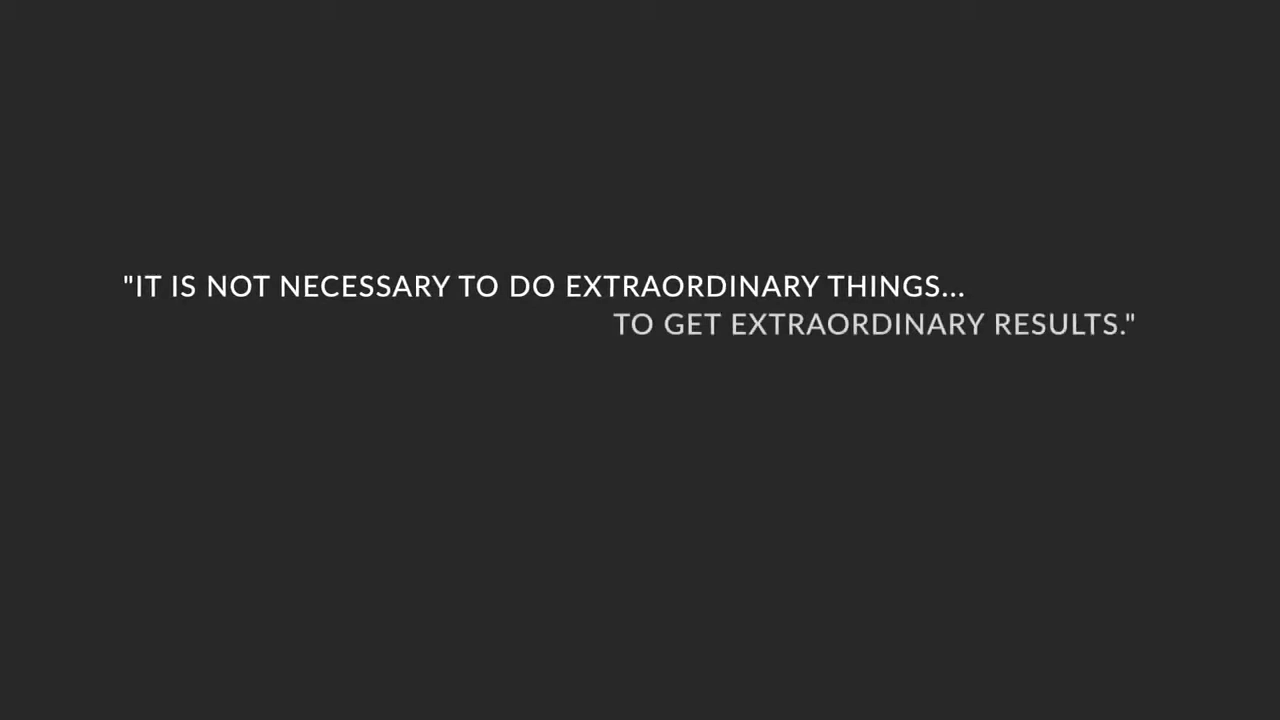 "IT IS NOT NECESSARY TO DO EXTRAORDINARY THINGS...
TO GET EXTRAORDINARY RESULTS."